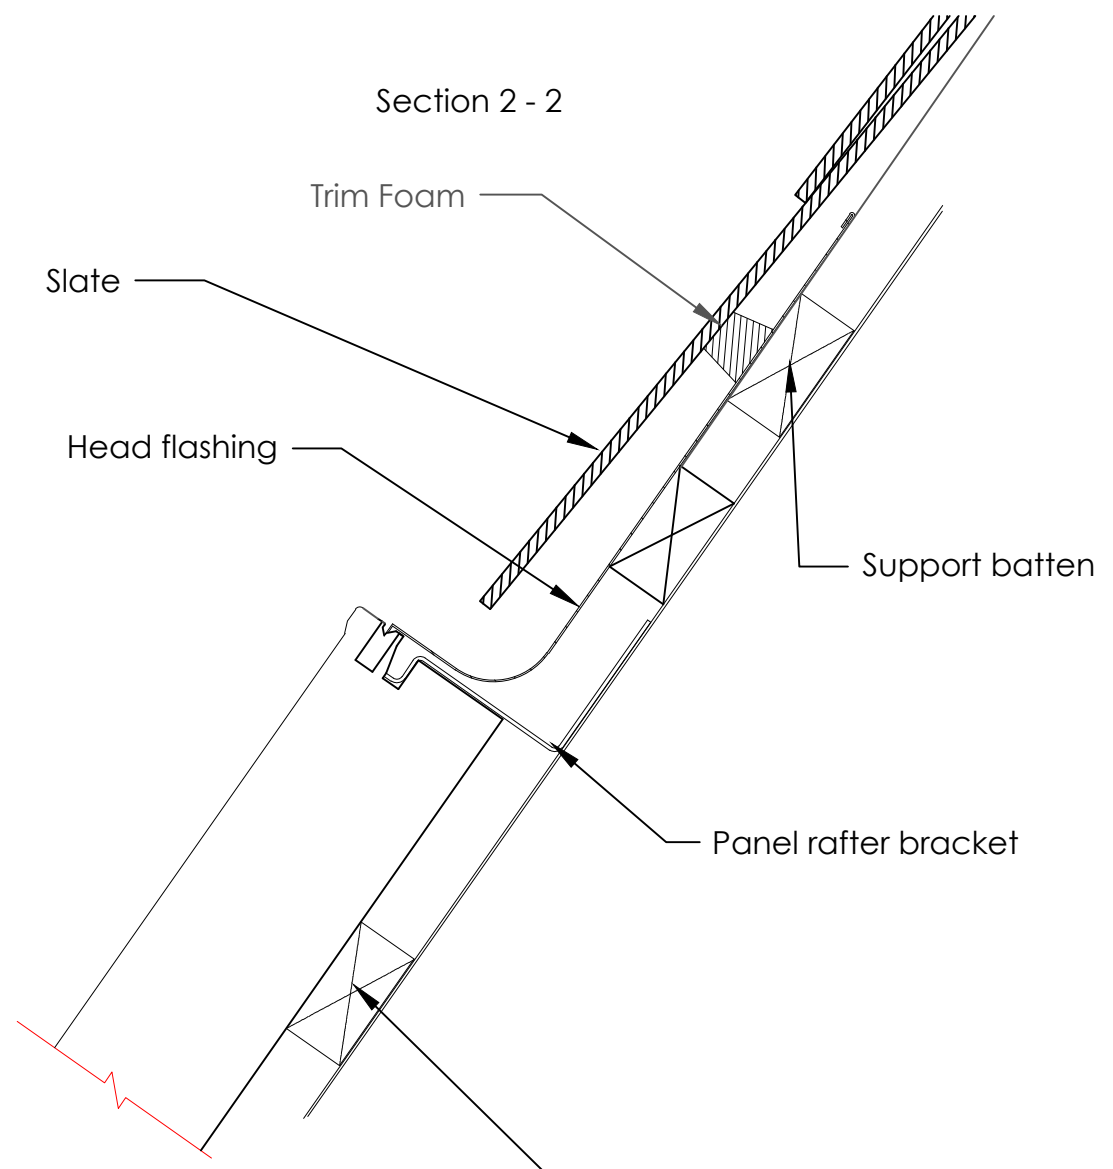 Section 2 - 2
Trim Foam
Slate
Head flashing
Support batten
Panel rafter bracket